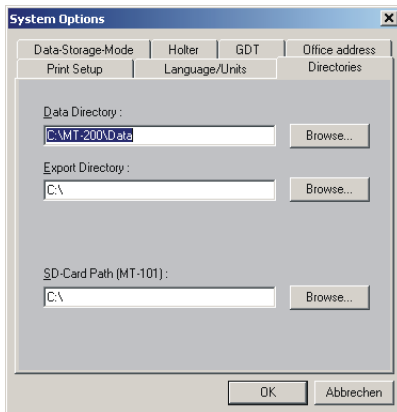 System Options
Data-Storage-Mode Holter GDT Office address
Print Setup Language/Units Directories
Data Directory :
C:\MT-200\Data Browse...
Export Directory :
C:\ Browse...
SD-Card Path (MT-101) :
C:\ Browse...
OK Abbrechen